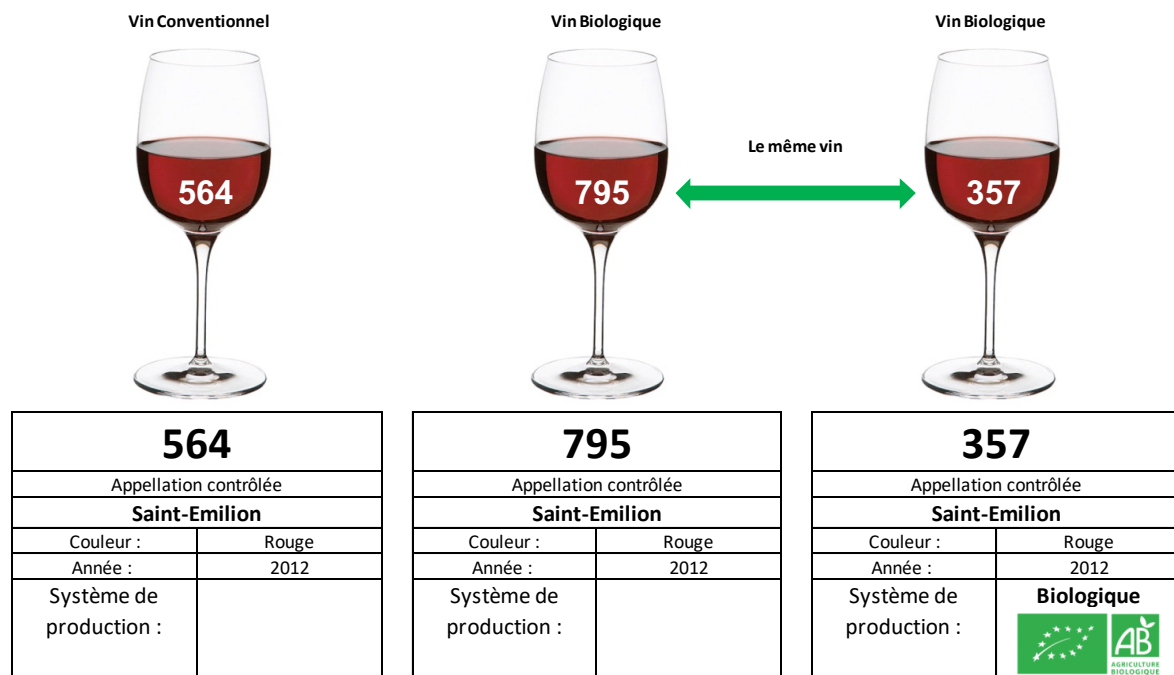 Vin Conventionnel
Vin Biologique
Vin Biologique
Le même vin
564
795
357
564
Appellation contrôlée
Saint-Emilion
Couleur : Rouge
Année : 2012
Système de
production :
795
Appellation contrôlée
Saint-Emilion
Couleur : Rouge
Année : 2012
Système de
production :
357
Appellation contrôlée
Saint-Emilion
Couleur : Rouge
Année : 2012
Système de
production :
Biologique
AB
AGRICULTURE
BIOLOGIQUE